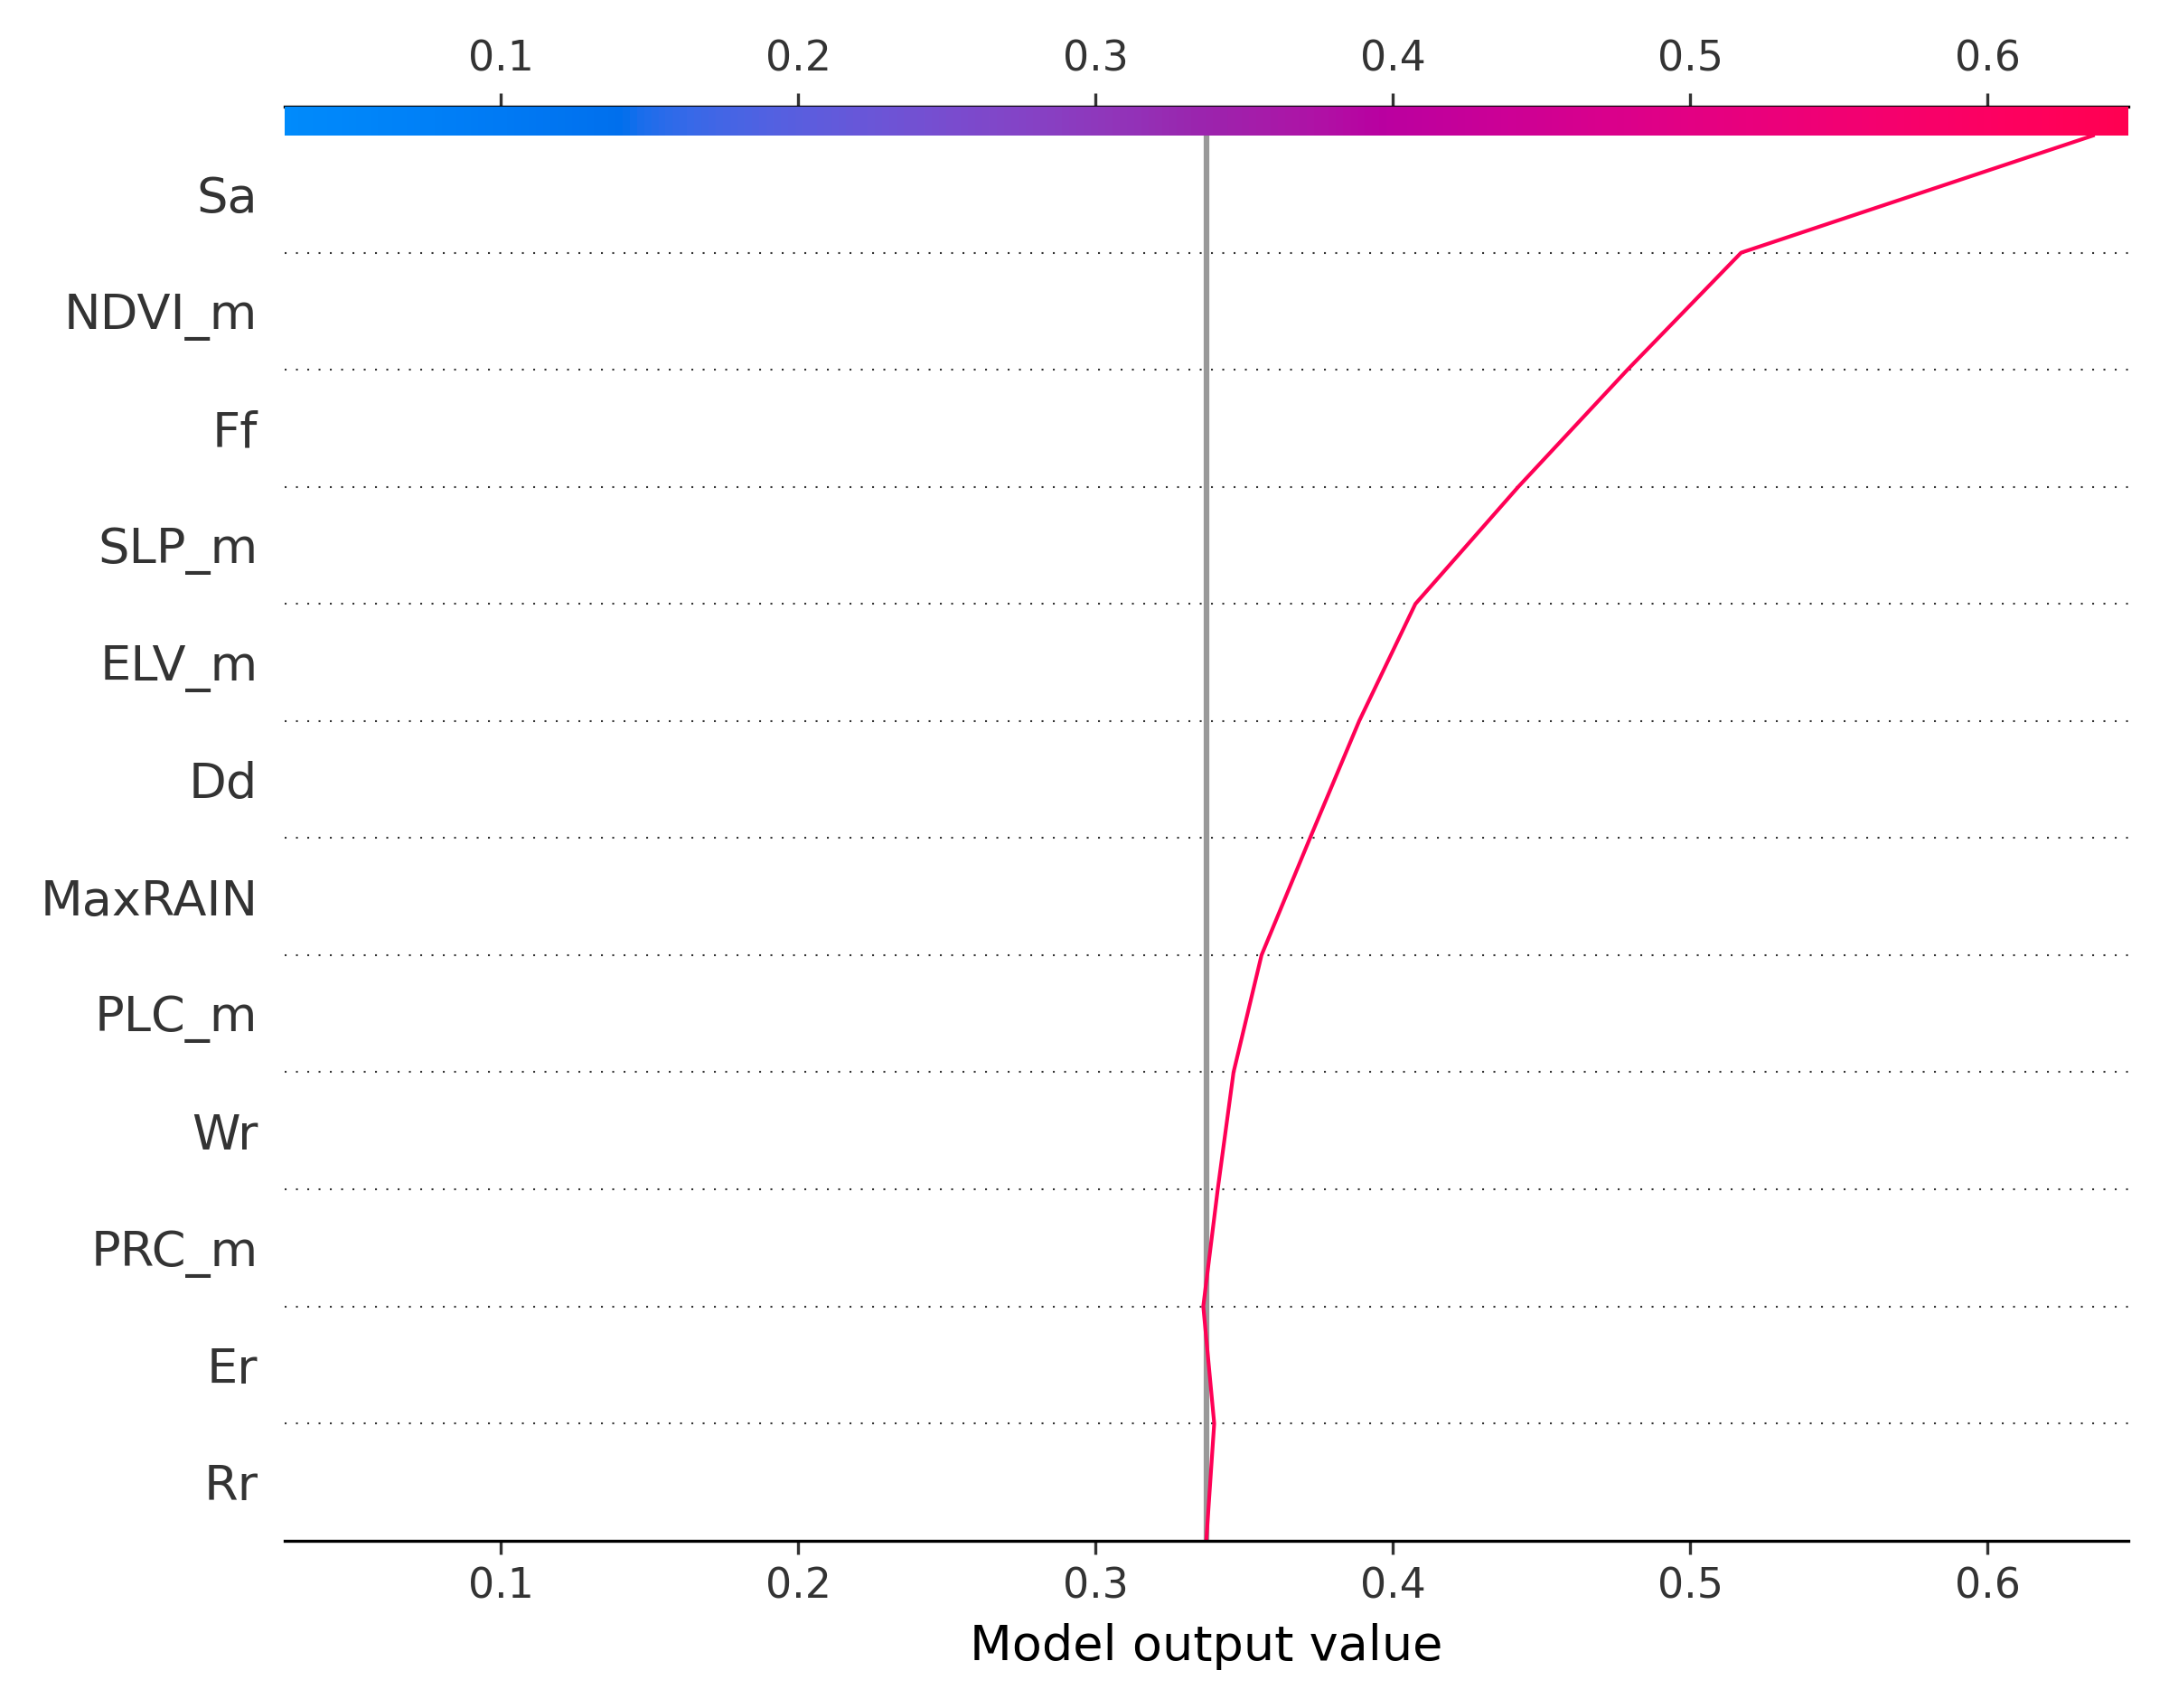 0.1 0.2 0.3 0.4 0.5 0.6
Sa
NDVI_m
Ff
SLP_m
ELV_m
Dd
MaxRAIN
PLC_m
Wr
PRC_m
Er
Rr
0.1 0.2 0.3 0.4 0.5 0.6
Model output value